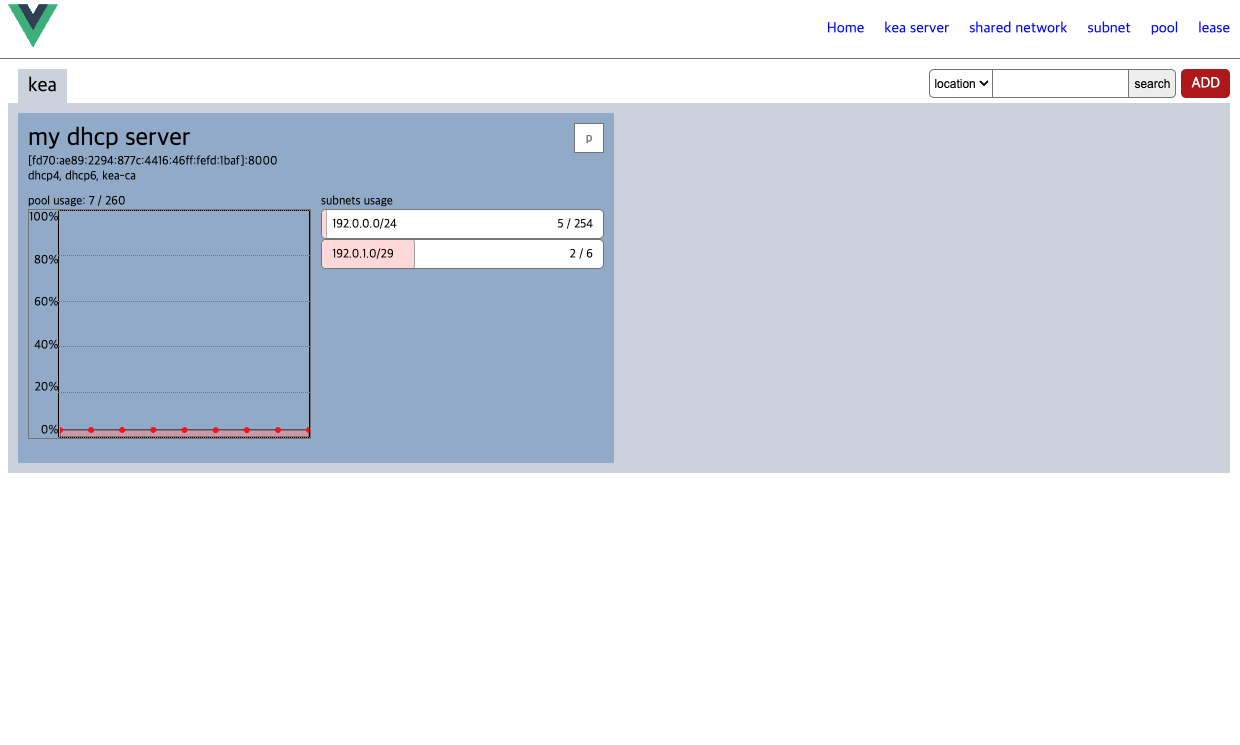 Home kea server shared network subnet pool lease
kea
location search ADD
my dhcp server p
[fd70:ae89:2294:877c:4416:46ff:fefd:1baf]:8000
dhcp4, dhcp6, kea-ca
pool usage: 7 / 260
100%
80%
60%
40%
20%
0%
subnets usage
192.0.0.0/24 5 / 254
192.0.1.0/29 2 / 6